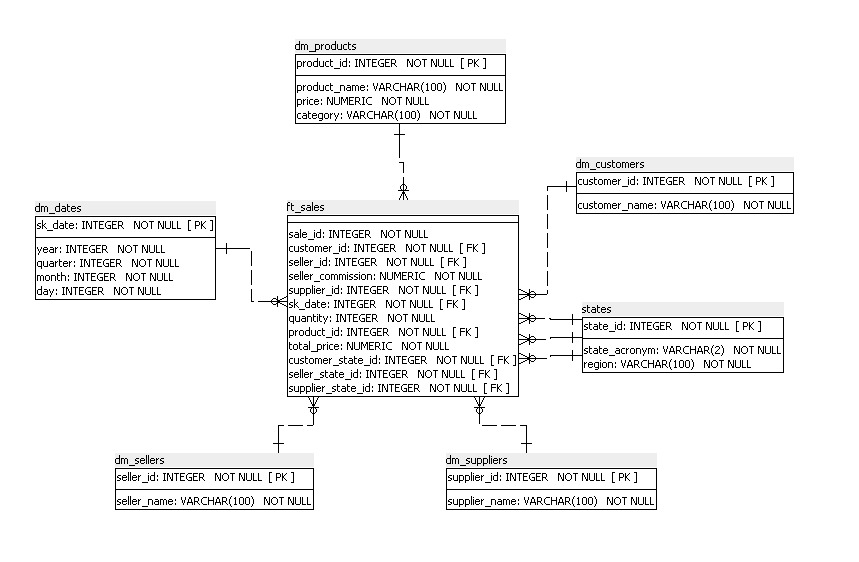 dm_products
product_id: INTEGER NOT NULL [ PK ]
product_name: VARCHAR(100) NOT NULL
price: NUMERIC NOT NULL
category: VARCHAR(100) NOT NULL
dm_customers
customer_id: INTEGER NOT NULL [ PK ]
customer_name: VARCHAR(100) NOT NULL
dm_dates
sk_date: INTEGER NOT NULL [ PK ]
year: INTEGER NOT NULL
quarter: INTEGER NOT NULL
month: INTEGER NOT NULL
day: INTEGER NOT NULL
ft_sales
sale_id: INTEGER NOT NULL
customer_id: INTEGER NOT NULL [ FK ]
seller_id: INTEGER NOT NULL [ FK ]
seller_commission: NUMERIC NOT NULL
supplier_id: INTEGER NOT NULL [ FK ]
sk_date: INTEGER NOT NULL [ FK ]
quantity: INTEGER NOT NULL
product_id: INTEGER NOT NULL [ FK ]
total_price: NUMERIC NOT NULL
customer_state_id: INTEGER NOT NULL [ FK ]
seller_state_id: INTEGER NOT NULL [ FK ]
supplier_state_id: INTEGER NOT NULL [ FK ]
states
state_id: INTEGER NOT NULL [ PK ]
state_acronym: VARCHAR(2) NOT NULL
region: VARCHAR(100) NOT NULL
dm_sellers
seller_id: INTEGER NOT NULL [ PK ]
seller_name: VARCHAR(100) NOT NULL
dm_suppliers
supplier_id: INTEGER NOT NULL [ PK ]
supplier_name: VARCHAR(100) NOT NULL